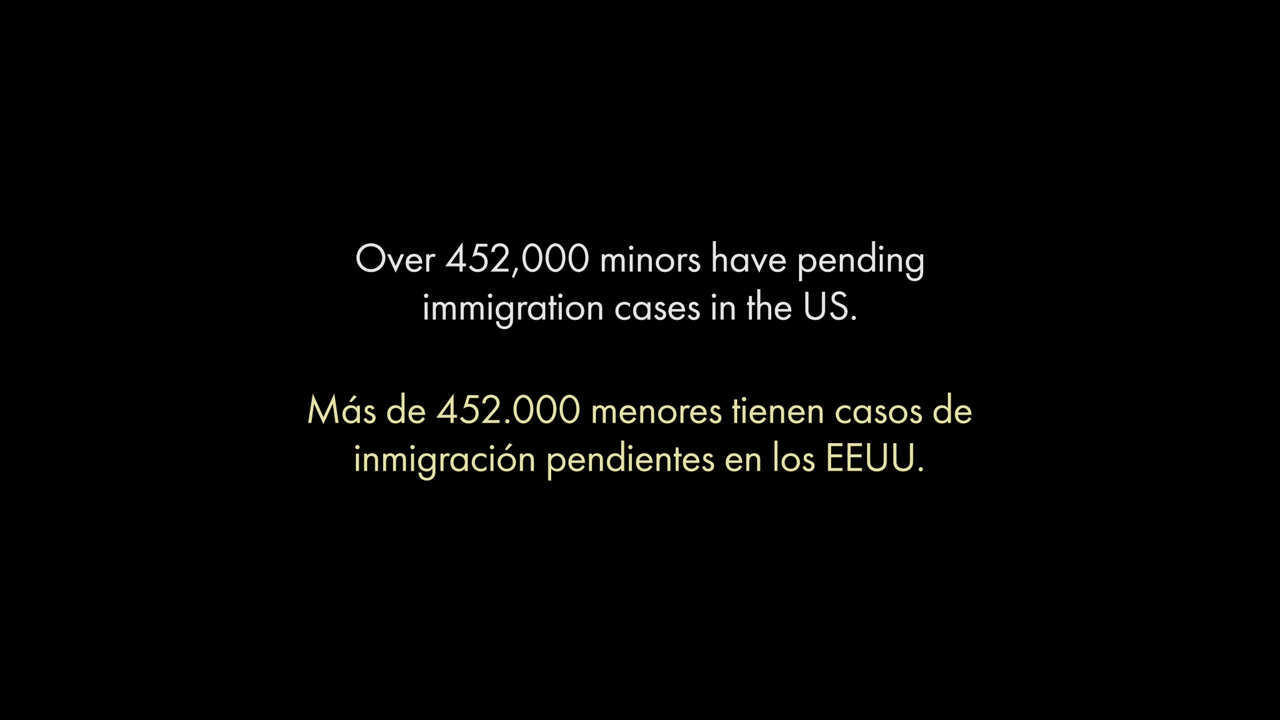 Over 452,000 minors have pending
immigration cases in the US.
Más de 452.000 menores tienen casos de
inmigración pendientes en los EEUU.